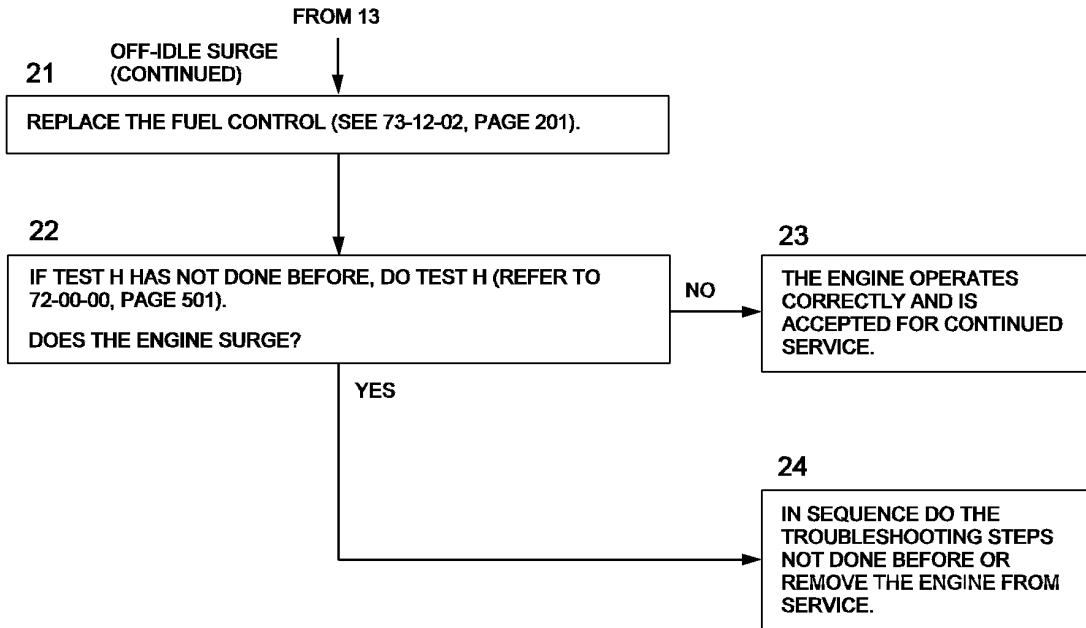 FROM 13
OFF-IDLE SURGE
(CONTINUED)
21
REPLACE THE FUEL CONTROL (SEE 73-12-02, PAGE 201).
22
IF TEST H HAS NOT DONE BEFORE, DO TEST H (REFER TO
72-00-00, PAGE 501).
DOES THE ENGINE SURGE?
NO
23
THE ENGINE OPERATES
CORRECTLY AND IS
ACCEPTED FOR CONTINUED
SERVICE.
YES
24
IN SEQUENCE DO THE
TROUBLESHOOTING STEPS
NOT DONE BEFORE OR
REMOVE THE ENGINE FROM
SERVICE.